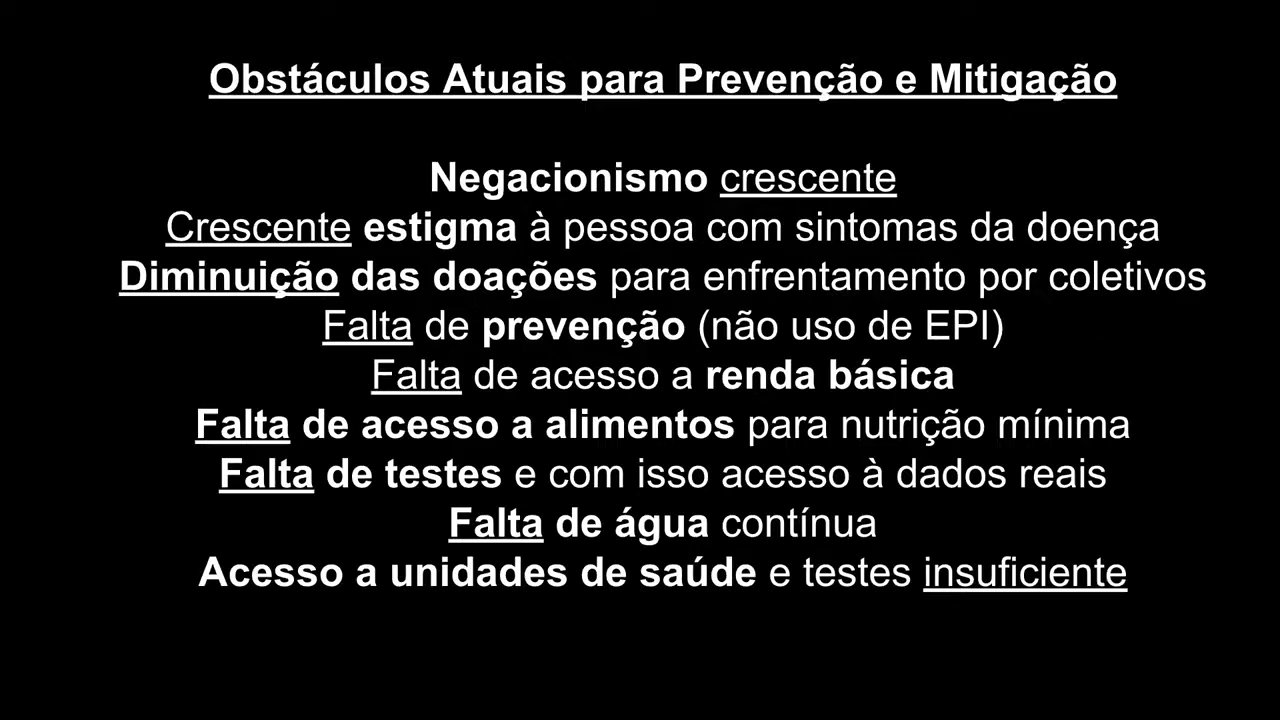 Obstáculos Atuais para Prevenção e Mitigação
Negacionismo crescente
Crescente estigma à pessoa com sintomas da doença
Diminuição das doações para enfrentamento por coletivos
Falta de prevenção (não uso de EPI)
Falta de acesso a renda básica
Falta de acesso a alimentos para nutrição mínima
Falta de testes e com isso acesso à dados reais
Falta de água contínua
Acesso a unidades de saúde e testes insuficiente